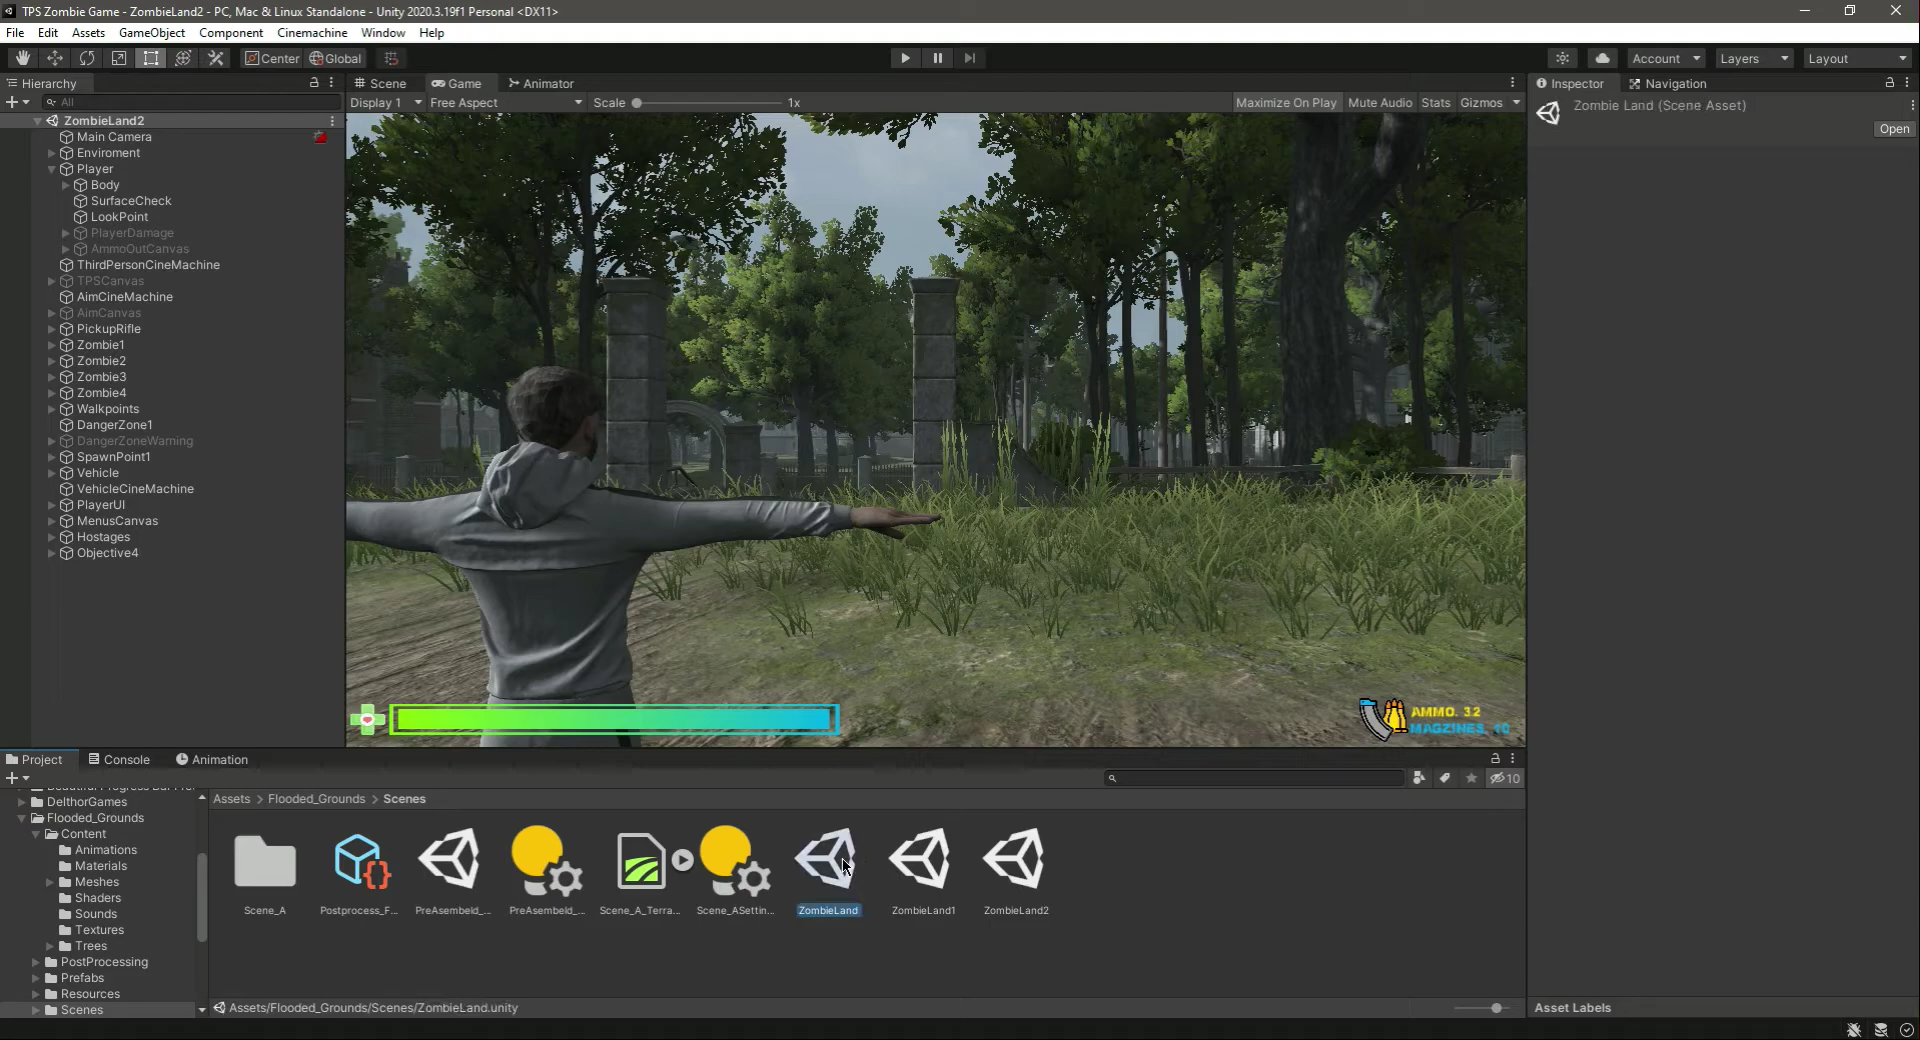 TPS Zombie Game - ZombieLand2 - PC, Mac & Linux Standalone - Unity 2020.3.19f1 Personal <DX11>
File Edit Assets GameObject Component Cinemachine Window Help
Center Global Account Layers Layout
Hierarchy
All
ZombieLand2
Main Camera
Enviroment
Player
Body
SurfaceCheck
LookPoint
PlayerDamage
AmmoOutCanvas
ThirdPersonCineMachine
TPSCanvas
AimCineMachine
AimCanvas
PickupRifle
Zombie1
Zombie2
Zombie3
Zombie4
Walkpoints
DangerZone1
DangerZoneWarning
SpawnPoint1
Vehicle
VehicleCineMachine
PlayerUI
MenusCanvas
Hostages
Objective4
Scene Game Animator
Display 1 Free Aspect Scale 1x Maximize On Play Mute Audio Stats Gizmos
AMMO. 32
MAGZINES. 10
Inspector Navigation
Zombie Land (Scene Asset)
Open
Project Console Animation
10
DelthorGames
Flooded_Grounds
Content
Animations
Materials
Meshes
Shaders
Sounds
Textures
Trees
PostProcessing
Prefabs
Resources
Scenes
Assets > Flooded_Grounds > Scenes
Scene_A Postprocess_F... PreAsembeld_... PreAsembeld_... Scene_A_Terra... Scene_ASettin... ZombieLand ZombieLand1 ZombieLand2
Assets/Flooded_Grounds/Scenes/ZombieLand.unity
Asset Labels